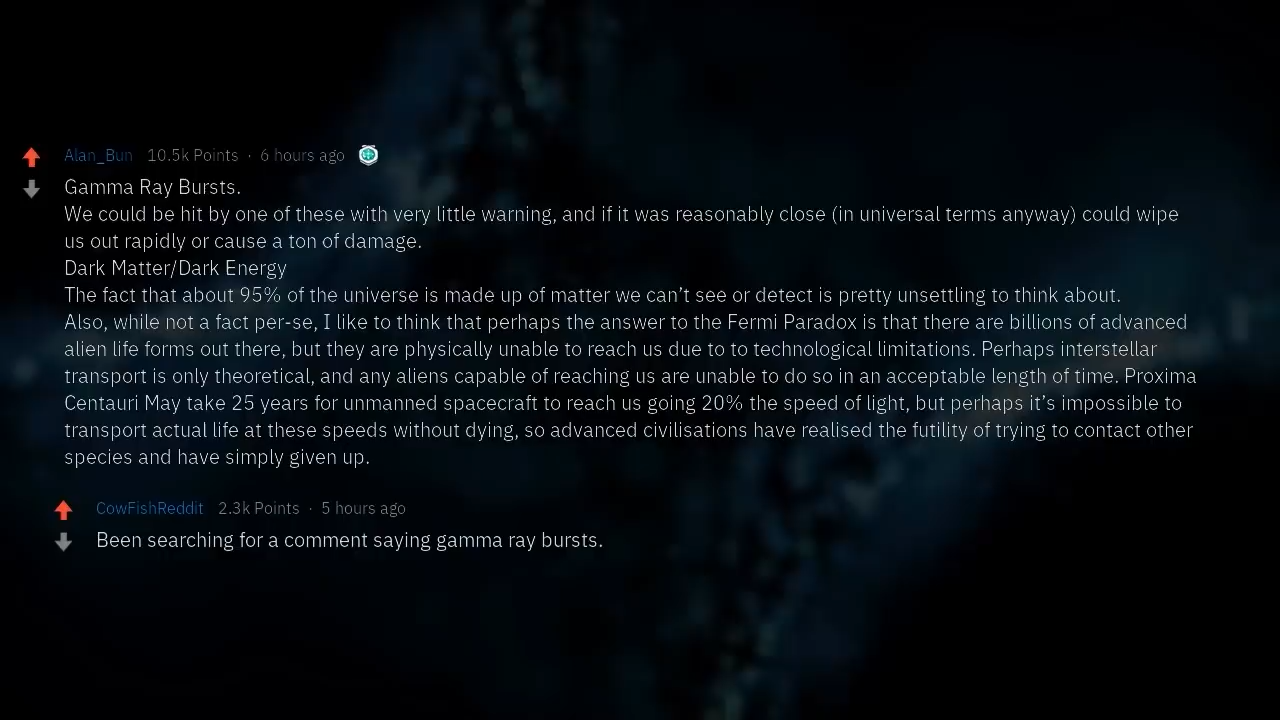 Alan_Bun 10.5k Points · 6 hours ago
Gamma Ray Bursts.
We could be hit by one of these with very little warning, and if it was reasonably close (in universal terms anyway) could wipe
us out rapidly or cause a ton of damage.
Dark Matter/Dark Energy
The fact that about 95% of the universe is made up of matter we can’t see or detect is pretty unsettling to think about.
Also, while not a fact per-se, I like to think that perhaps the answer to the Fermi Paradox is that there are billions of advanced
alien life forms out there, but they are physically unable to reach us due to to technological limitations. Perhaps interstellar
transport is only theoretical, and any aliens capable of reaching us are unable to do so in an acceptable length of time. Proxima
Centauri May take 25 years for unmanned spacecraft to reach us going 20% the speed of light, but perhaps it’s impossible to
transport actual life at these speeds without dying, so advanced civilisations have realised the futility of trying to contact other
species and have simply given up.
CowFishReddit 2.3k Points · 5 hours ago
Been searching for a comment saying gamma ray bursts.